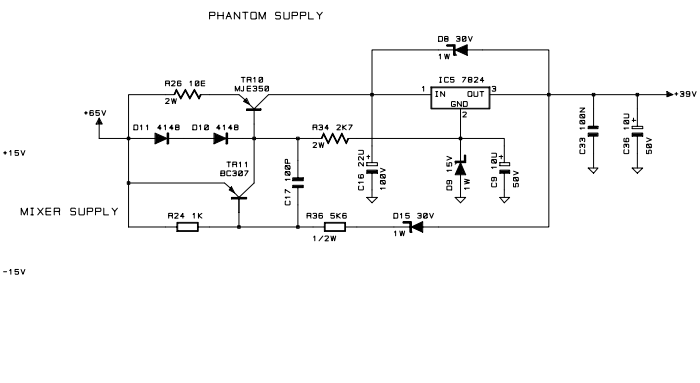 PHANTOM SUPPLY
D8 30V
1W
R26 10E
2W
TR10
MJE350
IC5 7824
1
IN
OUT
3
GND
2
+39V
+65V
D11 4148
D10 4148
R34 2K7
2W
C33 100N
C36 10U
+
50V
+15V
TR11
BC307
C17 100P
C16 22U
+
100V
D9 15V
1W
C9 10U
+
50V
MIXER SUPPLY
R24 1K
R36 5K6
1/2W
D15 30V
1W
-15V